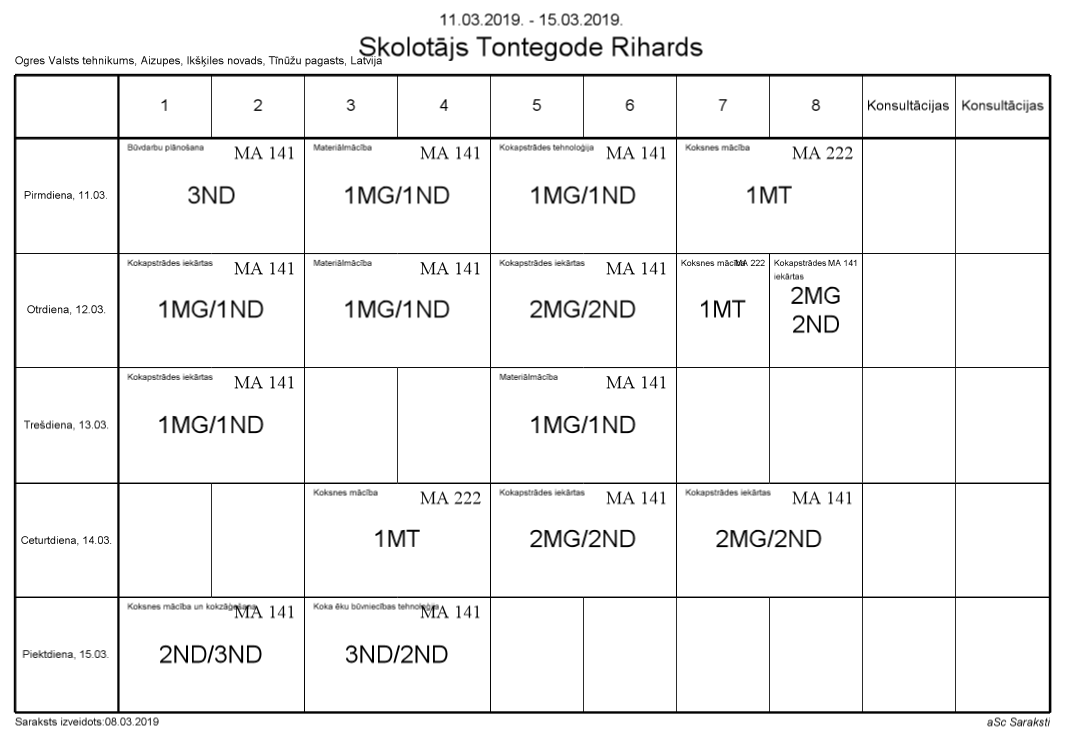 11.03.2019. - 15.03.2019.
Skolotājs Tontegode Rihards
Ogres Valsts tehnikums, Aizupes, Ikšķiles novads, Tīnūžu pagasts, Latvija
1 2 3 4 5 6 7 8 Konsultācijas Konsultācijas
Pirmdiena, 11.03.
Būvdarbu plānošana MA 141
3ND
Materiālmācība MA 141
1MG/1ND
Kokapstrādes tehnoloģija MA 141
1MG/1ND
Koksnes mācība MA 222
1MT
Otrdiena, 12.03.
Kokapstrādes iekārtas MA 141
1MG/1ND
Materiālmācība MA 141
1MG/1ND
Kokapstrādes iekārtas MA 141
2MG/2ND
Koksnes mācība MA 222
1MT
Kokapstrādes MA 141
iekārtas
2MG
2ND
Trešdiena, 13.03.
Kokapstrādes iekārtas MA 141
1MG/1ND
Materiālmācība MA 141
1MG/1ND
Ceturtdiena, 14.03.
Koksnes mācība MA 222
1MT
Kokapstrādes iekārtas MA 141
2MG/2ND
Kokapstrādes iekārtas MA 141
2MG/2ND
Piektdiena, 15.03.
Koksnes mācība un kokzāģēšana MA 141
2ND/3ND
Koka ēku būvniecības tehnoloģija MA 141
3ND/2ND
Saraksts izveidots:08.03.2019
aSc Saraksti